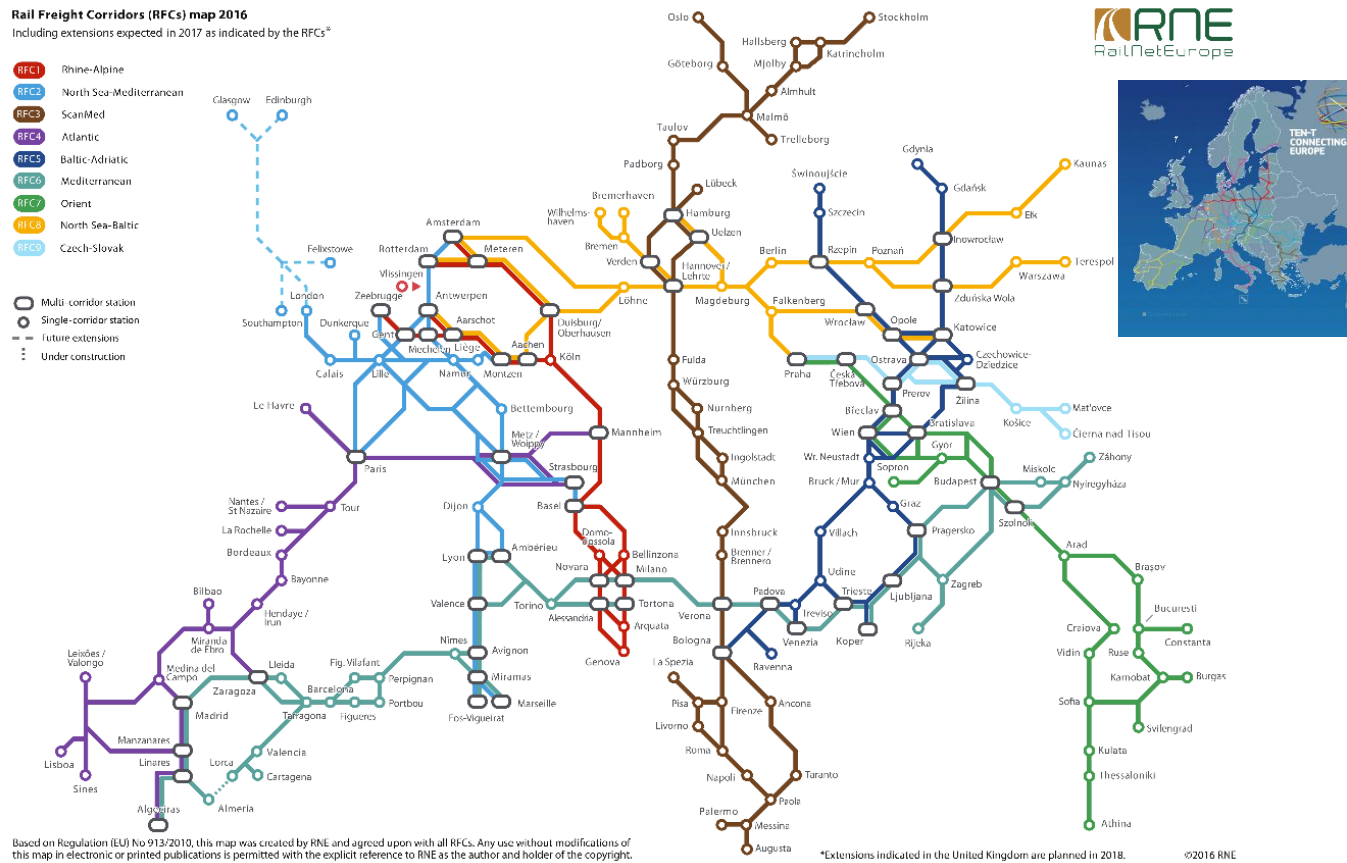 Rail Freight Corridors (RFCs) map 2016
Including extensions expected in 2017 as indicated by the RFCs*
RFC1 Rhine-Alpine
RFC2 North Sea-Mediterranean
RFC3 ScanMed
RFC4 Atlantic
RFC5 Baltic-Adriatic
RFC6 Mediterranean
RFC7 Orient
RFC8 North Sea-Baltic
RFC9 Czech-Slovak
Multi-corridor station
Single-corridor station
Future extensions
Under construction
RNE
RailNetEurope
TEN-T
CONNECTING
EUROPE
Oslo
Stockholm
Hallsberg
Katrineholm
Göteborg
Mjolby
Almhult
Malmö
Trelleborg
Taulov
Padborg
Lübeck
Glasgow
Edinburgh
Felixstowe
London
Southampton
Dunkerque
Calais
Lille
Amsterdam
Rotterdam
Meteren
Vlissingen
Zeebrugge
Antwerpen
Aarschot
Gent
Mechelen
Liège
Aachen
Namur
Montzen
Duisburg/
Oberhausen
Köln
Löhne
Bremerhaven
Wilhelms-
haven
Bremen
Verden
Hamburg
Uelzen
Hannover/
Lehrte
Magdeburg
Berlin
Falkenberg
Świnoujście
Szczecin
Rzepin
Poznań
Gdynia
Gdańsk
Inowrocław
Ełk
Kaunas
Warszawa
Terespol
Zduńska Wola
Wrocław
Opole
Katowice
Czechowice-
Dziedzice
Ostrava
Praha
Česká
Třebová
Prerov
Žilina
Košice
Mat'ovce
Čierna nad Tisou
Břeclav
Wien
Bratislava
Wr. Neustadt
Sopron
Gyor
Budapest
Miskolc
Záhony
Nyíregyháza
Szolnok
Bruck / Mur
Graz
Pragersko
Villach
Udine
Trieste
Ljubljana
Zagreb
Rijeka
Koper
Treviso
Venezia
Padova
Verona
Bologna
Ravenna
Fulda
Würzburg
Nurnberg
Treuchtlingen
Ingolstadt
München
Innsbruck
Brenner /
Brennero
Le Havre
Paris
Bettembourg
Metz /
Woippy
Mannheim
Strasbourg
Basel
Dijon
Domo-
dossola
Bellinzona
Novara
Milano
Lyon
Ambérieu
Valence
Torino
Alessandria
Tortona
Arquata
Genova
Nantes /
St Nazaire
Tour
La Rochelle
Bordeaux
Bayonne
Bilbao
Hendaye /
Irun
Miranda
de Ebro
Leixões /
Valongo
Medina del
Campo
Zaragoza
Lleida
Fig. Vilafant
Perpignan
Nîmes
Avignon
Miramas
Fos-Vigueirat
Marseille
Barcelona
Tarragona
Figueres
Portbou
Madrid
Manzanares
Linares
Lorca
Valencia
Cartagena
Lisboa
Sines
Algeciras
Almeria
La Spezia
Pisa
Firenze
Ancona
Livorno
Roma
Napoli
Taranto
Paola
Palermo
Messina
Augusta
Arad
Braşov
Bucuresti
Craiova
Constanta
Vidin
Ruse
Karnobat
Burgas
Sofia
Svilengrad
Kulata
Thessaloniki
Athina
Based on Regulation (EU) No 913/2010, this map was created by RNE and agreed upon with all RFCs. Any use without modifications of
this map in electronic or printed publications is permitted with the explicit reference to RNE as the author and holder of the copyright.
*Extensions indicated in the United Kingdom are planned in 2018.
©2016 RNE